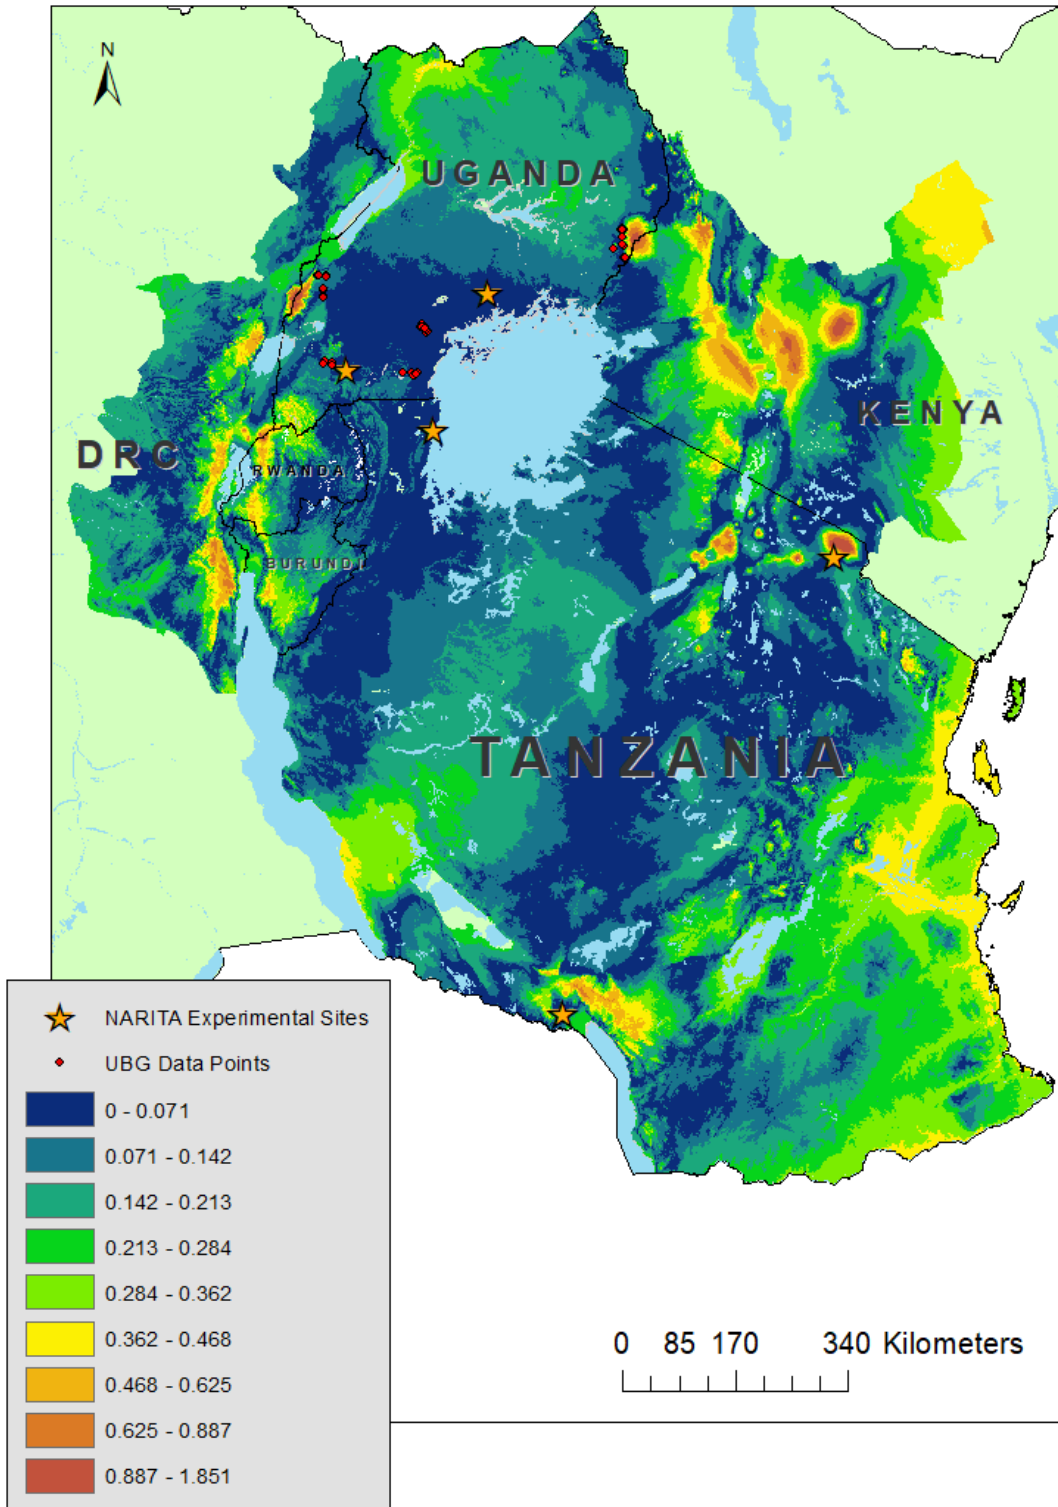 N
UGANDA
KENYA
DRC
RWANDA
BURUNDI
TANZANIA
NARITA Experimental Sites
UBG Data Points
0 - 0.071
0.071 - 0.142
0.142 - 0.213
0.213 - 0.284
0.284 - 0.362
0.362 - 0.468
0.468 - 0.625
0.625 - 0.887
0.887 - 1.851
0 85 170 340 Kilometers